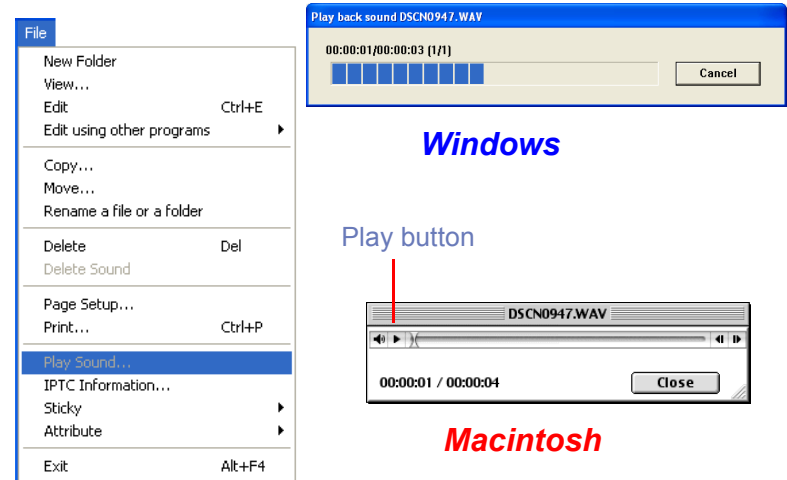 File
New Folder
View...
Edit Ctrl+E
Edit using other programs
Copy...
Move...
Rename a file or a folder
Delete Del
Delete Sound
Page Setup...
Print... Ctrl+P
Play Sound...
IPTC Information...
Sticky
Attribute
Exit Alt+F4
Play back sound DSCN0947.WAV
00:00:01/00:00:03 (1/1)
Cancel
Windows
Play button
DSCN0947.WAV
00:00:01 / 00:00:04 Close
Macintosh